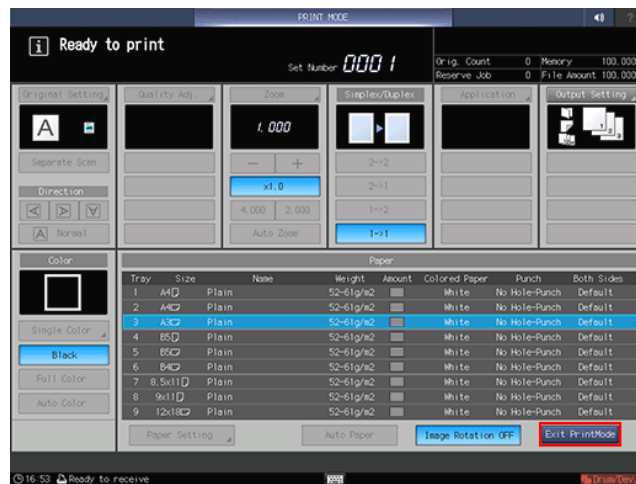 PRINT MODE
Ready to print
Set Number 0001
Orig. Count 0 Memory 100.000
Reserve Job 0 File Amount 100.000
Original Setting Quality Adj. Zoom Simplex/Duplex Application Output Setting
A 1.000 1 2 3
Separate Scan - + 2->2
Direction x1.0 2->1
4.000 2.000 1->2
A Normal Auto Zoom 1->1
Color Paper
Tray Size Name Weight Amount Colored Paper Punch Both Sides
1 A4 Plain 52-61g/m2 White No Hole-Punch Default
2 A4 Plain 52-61g/m2 White No Hole-Punch Default
3 A3 Plain 52-61g/m2 White No Hole-Punch Default
4 B5 Plain 52-61g/m2 White No Hole-Punch Default
5 B5 Plain 52-61g/m2 White No Hole-Punch Default
6 B4 Plain 52-61g/m2 White No Hole-Punch Default
7 8.5x11 Plain 52-61g/m2 White No Hole-Punch Default
8 9x11 Plain 52-61g/m2 White No Hole-Punch Default
9 12x18 Plain 52-61g/m2 White No Hole-Punch Default
Single Color
Black
Full Color
Auto Color
Paper Setting Auto Paper Image Rotation OFF Exit PrintMode
16:53 Ready to receive Drum/Dev.